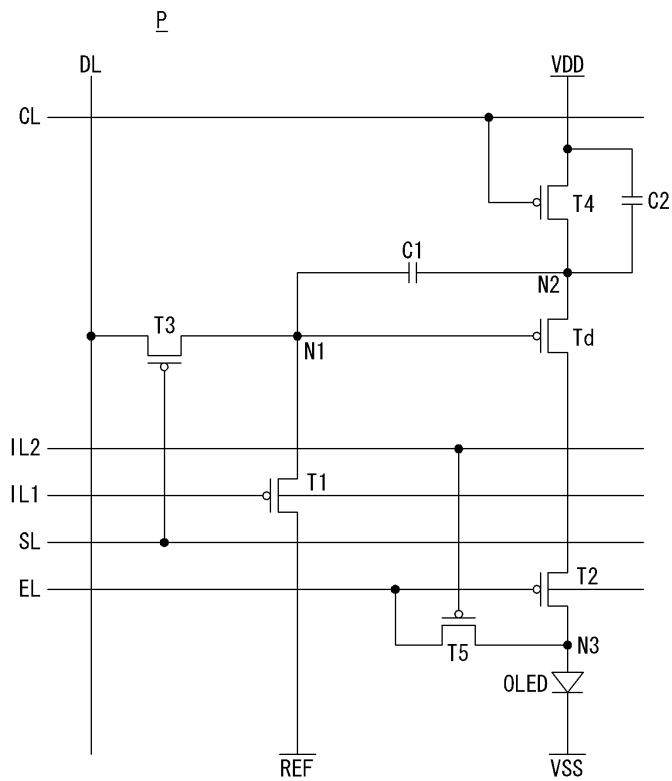 P
DL
VDD
CL
T4
C2
C1
N2
T3
N1
Td
IL2
T1
IL1
SL
T2
EL
T5
N3
OLED
REF
VSS